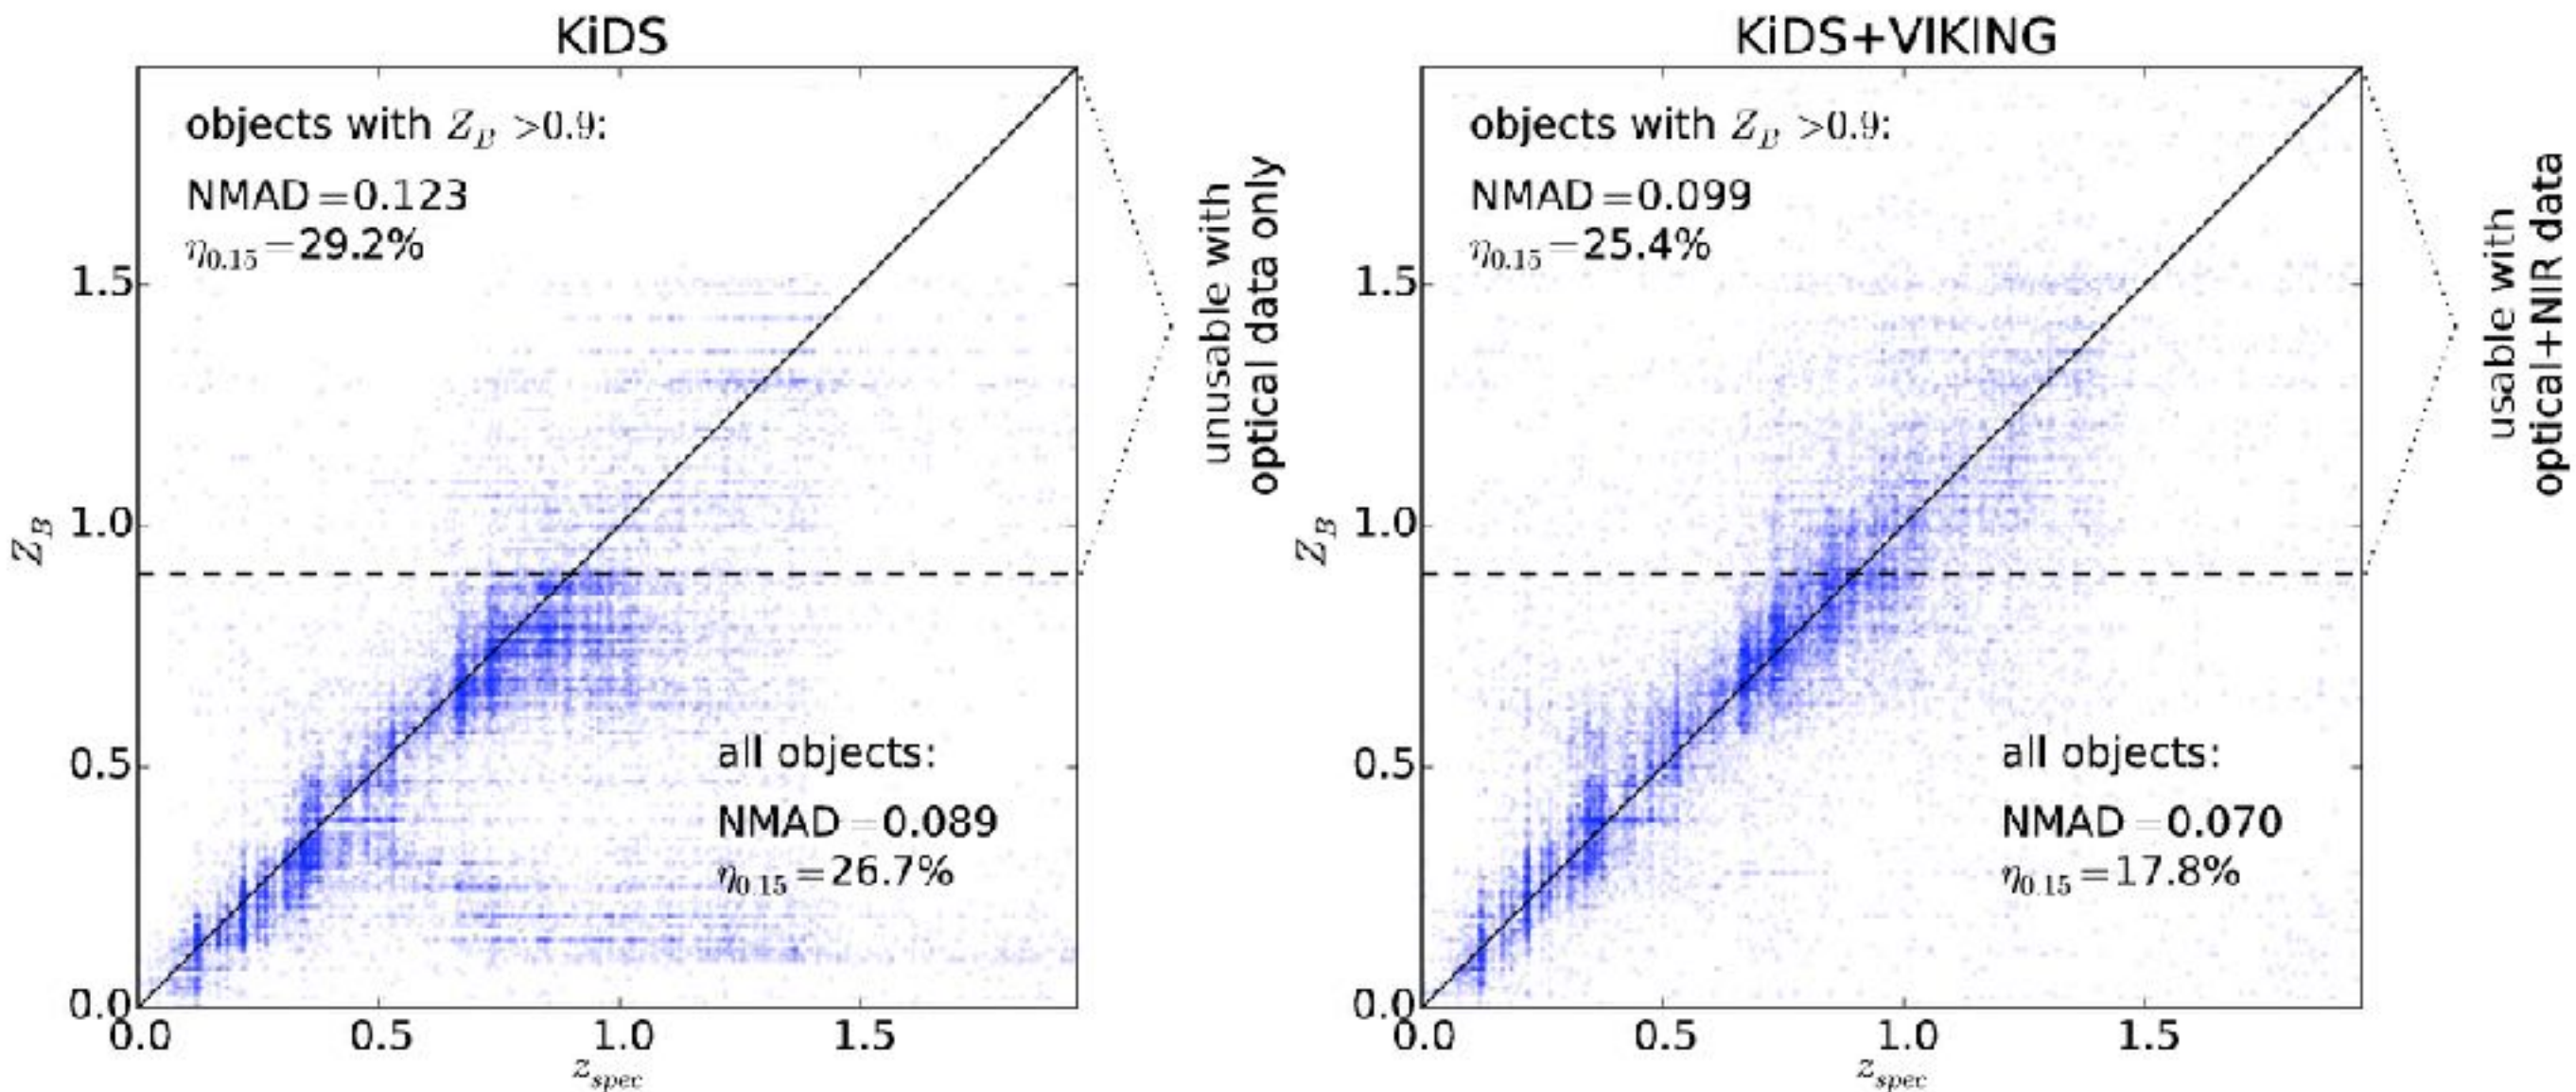 KiDS
objects with Z_B >0.9:
NMAD=0.123
η_0.15=29.2%
all objects:
NMAD=0.089
η_0.15=26.7%
Z_B
1.5
1.0
0.5
0.0
0.0 0.5 1.0 1.5
z_spec
unusable with
optical data only
KiDS+VIKING
objects with Z_B >0.9:
NMAD=0.099
η_0.15=25.4%
all objects:
NMAD=0.070
η_0.15=17.8%
Z_B
1.5
1.0
0.5
0.0
0.0 0.5 1.0 1.5
z_spec
usable with
optical+NIR data